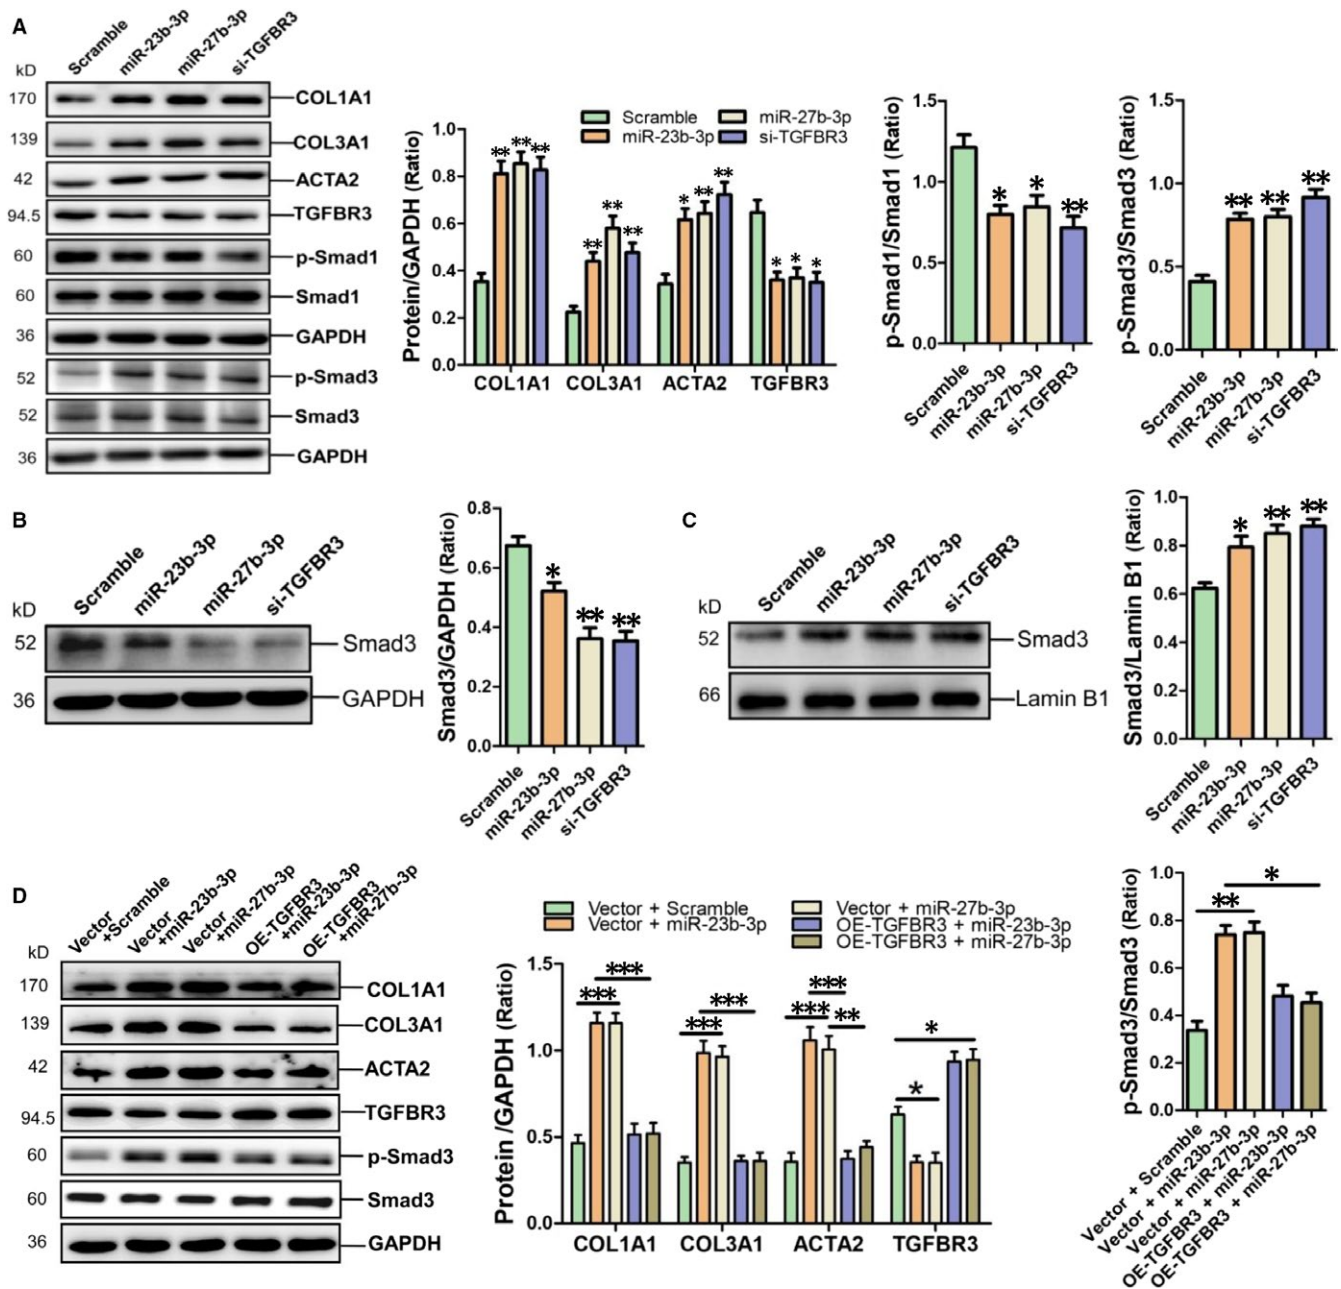 A
Scramble
miR-23b-3p
miR-27b-3p
si-TGFBR3
kD
170 COL1A1
139 COL3A1
42 ACTA2
94.5 TGFBR3
60 p-Smad1
60 Smad1
36 GAPDH
52 p-Smad3
52 Smad3
36 GAPDH
Scramble miR-27b-3p
miR-23b-3p si-TGFBR3
Protein/GAPDH (Ratio)
1.0
0.8
0.6
0.4
0.2
0.0
** ** **
** ** **
* ** **
* * *
COL1A1 COL3A1 ACTA2 TGFBR3
p-Smad1/Smad1 (Ratio)
1.5
1.0
0.5
0.0
* * **
Scramble
miR-23b-3p
miR-27b-3p
si-TGFBR3
p-Smad3/Smad3 (Ratio)
1.5
1.0
0.5
0.0
** ** **
Scramble
miR-23b-3p
miR-27b-3p
si-TGFBR3
B
Scramble
miR-23b-3p
miR-27b-3p
si-TGFBR3
kD
52 Smad3
36 GAPDH
Smad3/GAPDH (Ratio)
0.8
0.6
0.4
0.2
0.0
* ** **
Scramble
miR-23b-3p
miR-27b-3p
si-TGFBR3
C
Scramble
miR-23b-3p
miR-27b-3p
si-TGFBR3
kD
52 Smad3
66 Lamin B1
Smad3/Lamin B1 (Ratio)
1.0
0.8
0.6
0.4
0.2
0.0
* ** **
Scramble
miR-23b-3p
miR-27b-3p
si-TGFBR3
D
Vector
+Scramble
Vector
+miR-23b-3p
Vector
+miR-27b-3p
OE-TGFBR3
+miR-23b-3p
OE-TGFBR3
+miR-27b-3p
kD
170 COL1A1
139 COL3A1
42 ACTA2
94.5 TGFBR3
60 p-Smad3
60 Smad3
36 GAPDH
Vector + Scramble Vector + miR-27b-3p
Vector + miR-23b-3p OE-TGFBR3 + miR-23b-3p
OE-TGFBR3 + miR-27b-3p
Protein /GAPDH (Ratio)
1.5
1.0
0.5
0.0
*** ***
*** ***
*** *** **
* *
COL1A1 COL3A1 ACTA2 TGFBR3
p-Smad3/Smad3 (Ratio)
1.0
0.8
0.6
0.4
0.2
0.0
** *
Vector + Scramble
Vector + miR-23b-3p
Vector + miR-27b-3p
OE-TGFBR3 + miR-23b-3p
OE-TGFBR3 + miR-27b-3p